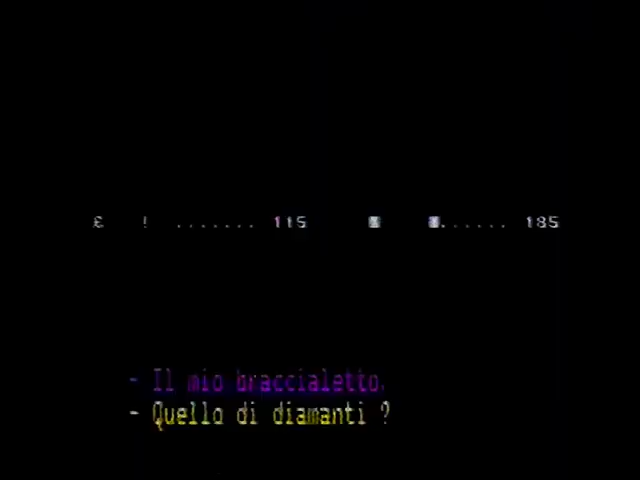 £ ! ....... 115 ...... 185
- Il mio braccialetto.
- Quello di diamanti ?